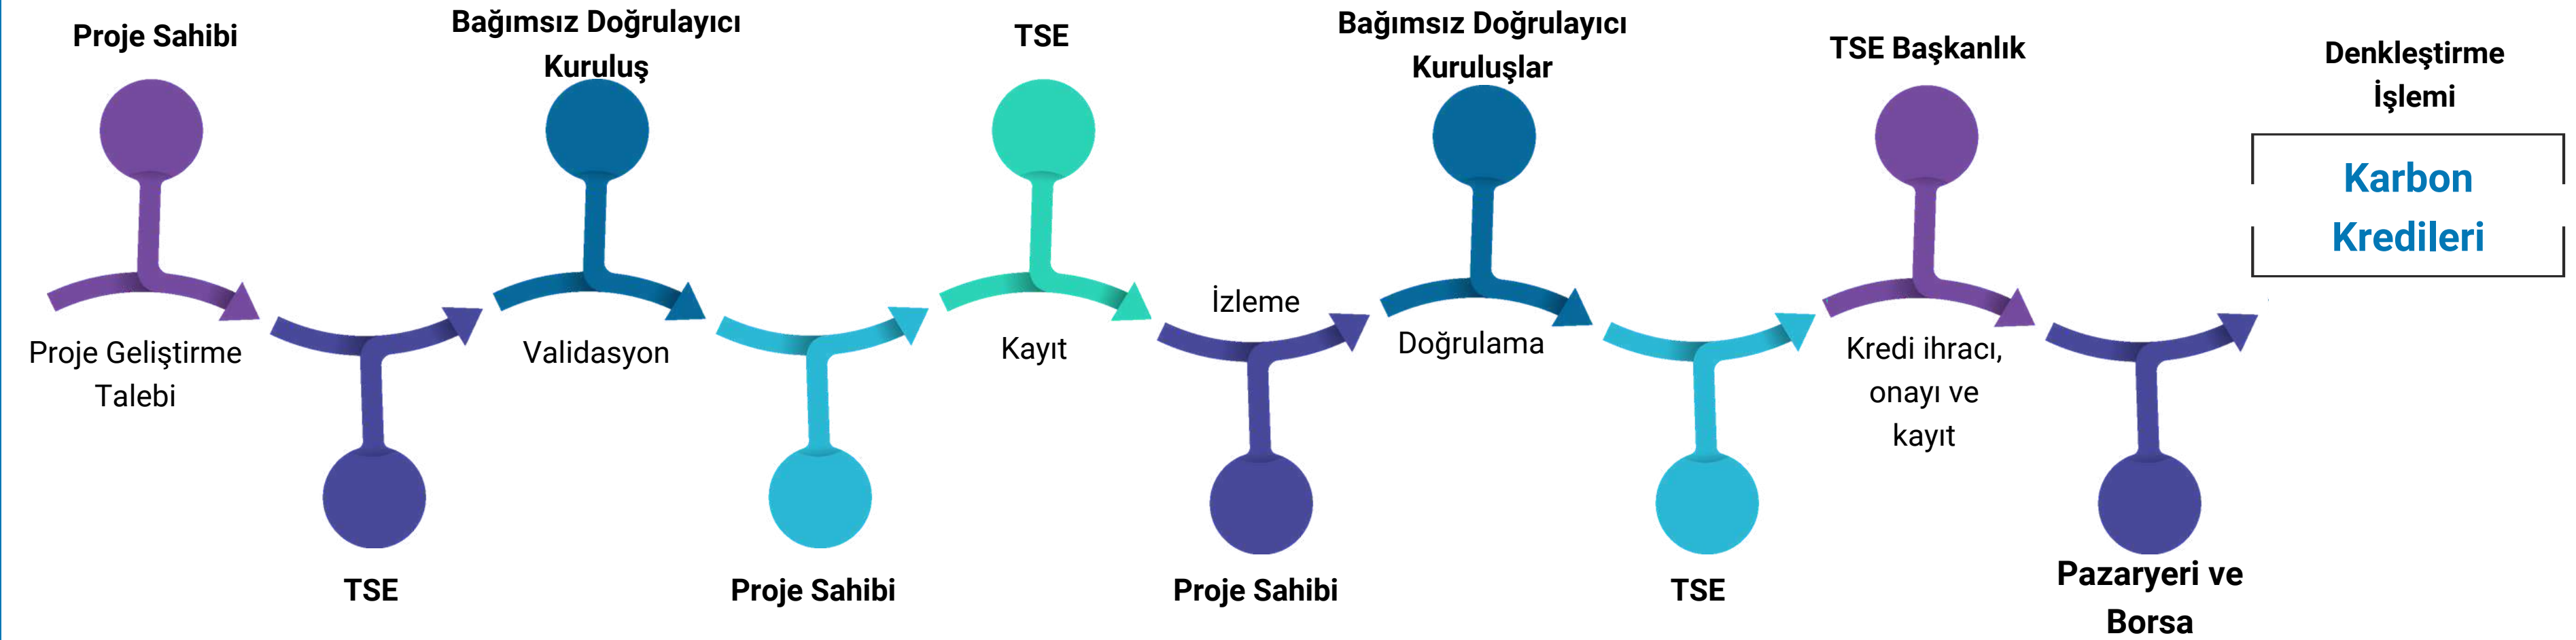 Proje Sahibi
Proje Geliştirme
Talebi
TSE
Bağımsız Doğrulayıcı
Kuruluş
Validasyon
Proje Sahibi
TSE
Kayıt
İzleme
Proje Sahibi
Bağımsız Doğrulayıcı
Kuruluşlar
Doğrulama
TSE
TSE Başkanlık
Kredi ihracı,
onayı ve
kayıt
Pazaryeri ve
Borsa
Denkleştirme
İşlemi
Karbon
Kredileri